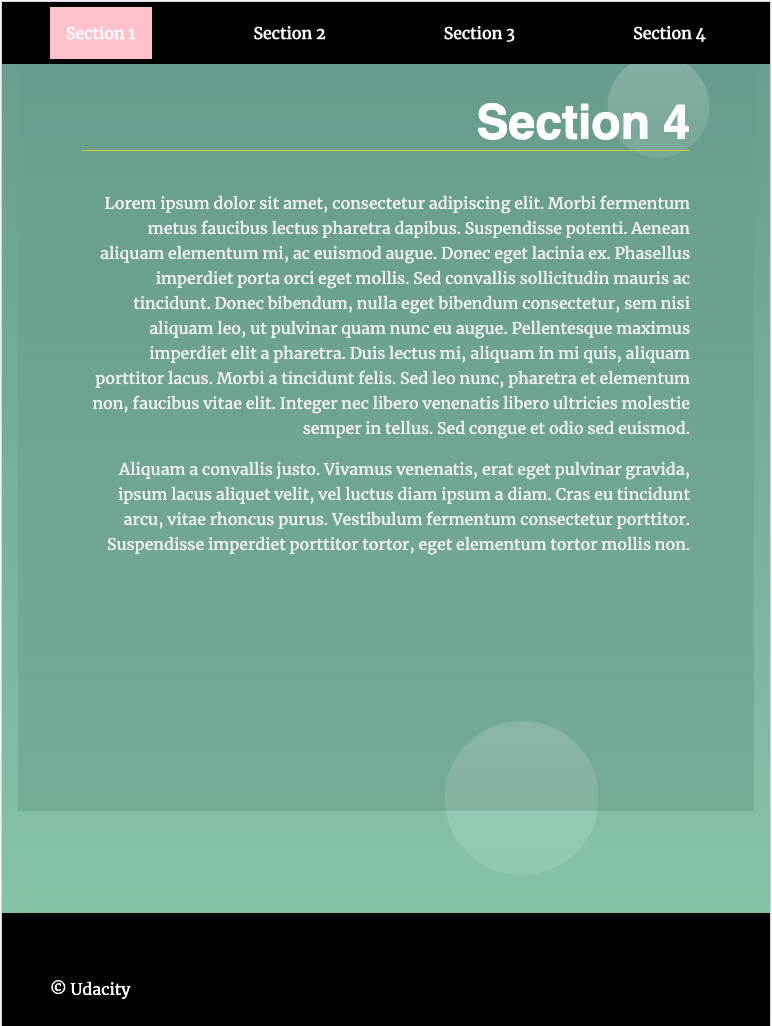 Section 1
Section 2
Section 3
Section 4
Section 4
Lorem ipsum dolor sit amet, consectetur adipiscing elit. Morbi fermentum
metus faucibus lectus pharetra dapibus. Suspendisse potenti. Aenean
aliquam elementum mi, ac euismod augue. Donec eget lacinia ex. Phasellus
imperdiet porta orci eget mollis. Sed convallis sollicitudin mauris ac
tincidunt. Donec bibendum, nulla eget bibendum consectetur, sem nisi
aliquam leo, ut pulvinar quam nunc eu augue. Pellentesque maximus
imperdiet elit a pharetra. Duis lectus mi, aliquam in mi quis, aliquam
porttitor lacus. Morbi a tincidunt felis. Sed leo nunc, pharetra et elementum
non, faucibus vitae elit. Integer nec libero venenatis libero ultricies molestie
semper in tellus. Sed congue et odio sed euismod.
Aliquam a convallis justo. Vivamus venenatis, erat eget pulvinar gravida,
ipsum lacus aliquet velit, vel luctus diam ipsum a diam. Cras eu tincidunt
arcu, vitae rhoncus purus. Vestibulum fermentum consectetur porttitor.
Suspendisse imperdiet porttitor tortor, eget elementum tortor mollis non.
© Udacity